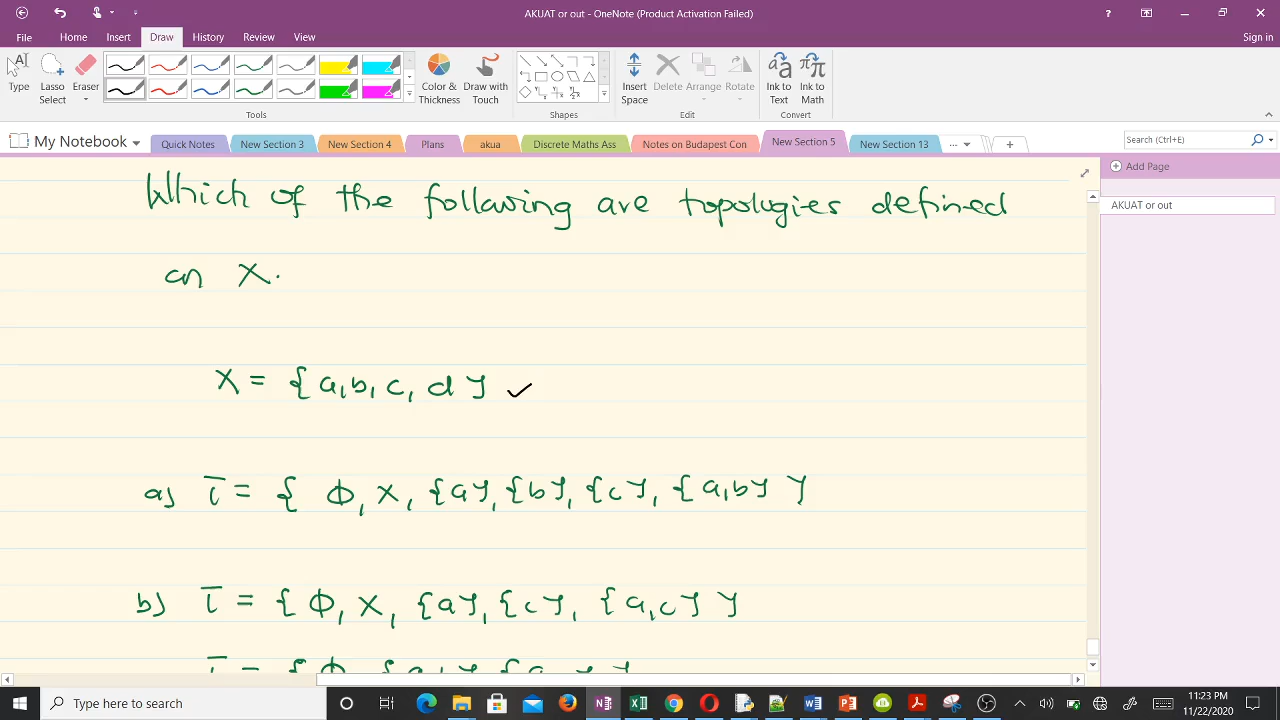 AKUAT or out - OneNote (Product Activation Failed)
File Home Insert Draw History Review View Sign in
Type Lasso Select Eraser Color & Thickness Draw with Touch Insert Space Delete Arrange Rotate Ink to Text Ink to Math
Tools Shapes Edit Convert
My Notebook Quick Notes New Section 3 New Section 4 Plans akua Discrete Maths Ass Notes on Budapest Con New Section 5 New Section 13 ... Search (Ctrl+E)
Add Page
AKUAT or out
Which of the following are topologies defined
on X.
X = { a, b, c, d } ✓
a) τ = { Φ, X, {a}, {b}, {c}, {a,b} }
b) τ = { Φ, X, {a}, {c}, {a,c} }
Type here to search
11:23 PM
11/22/2020